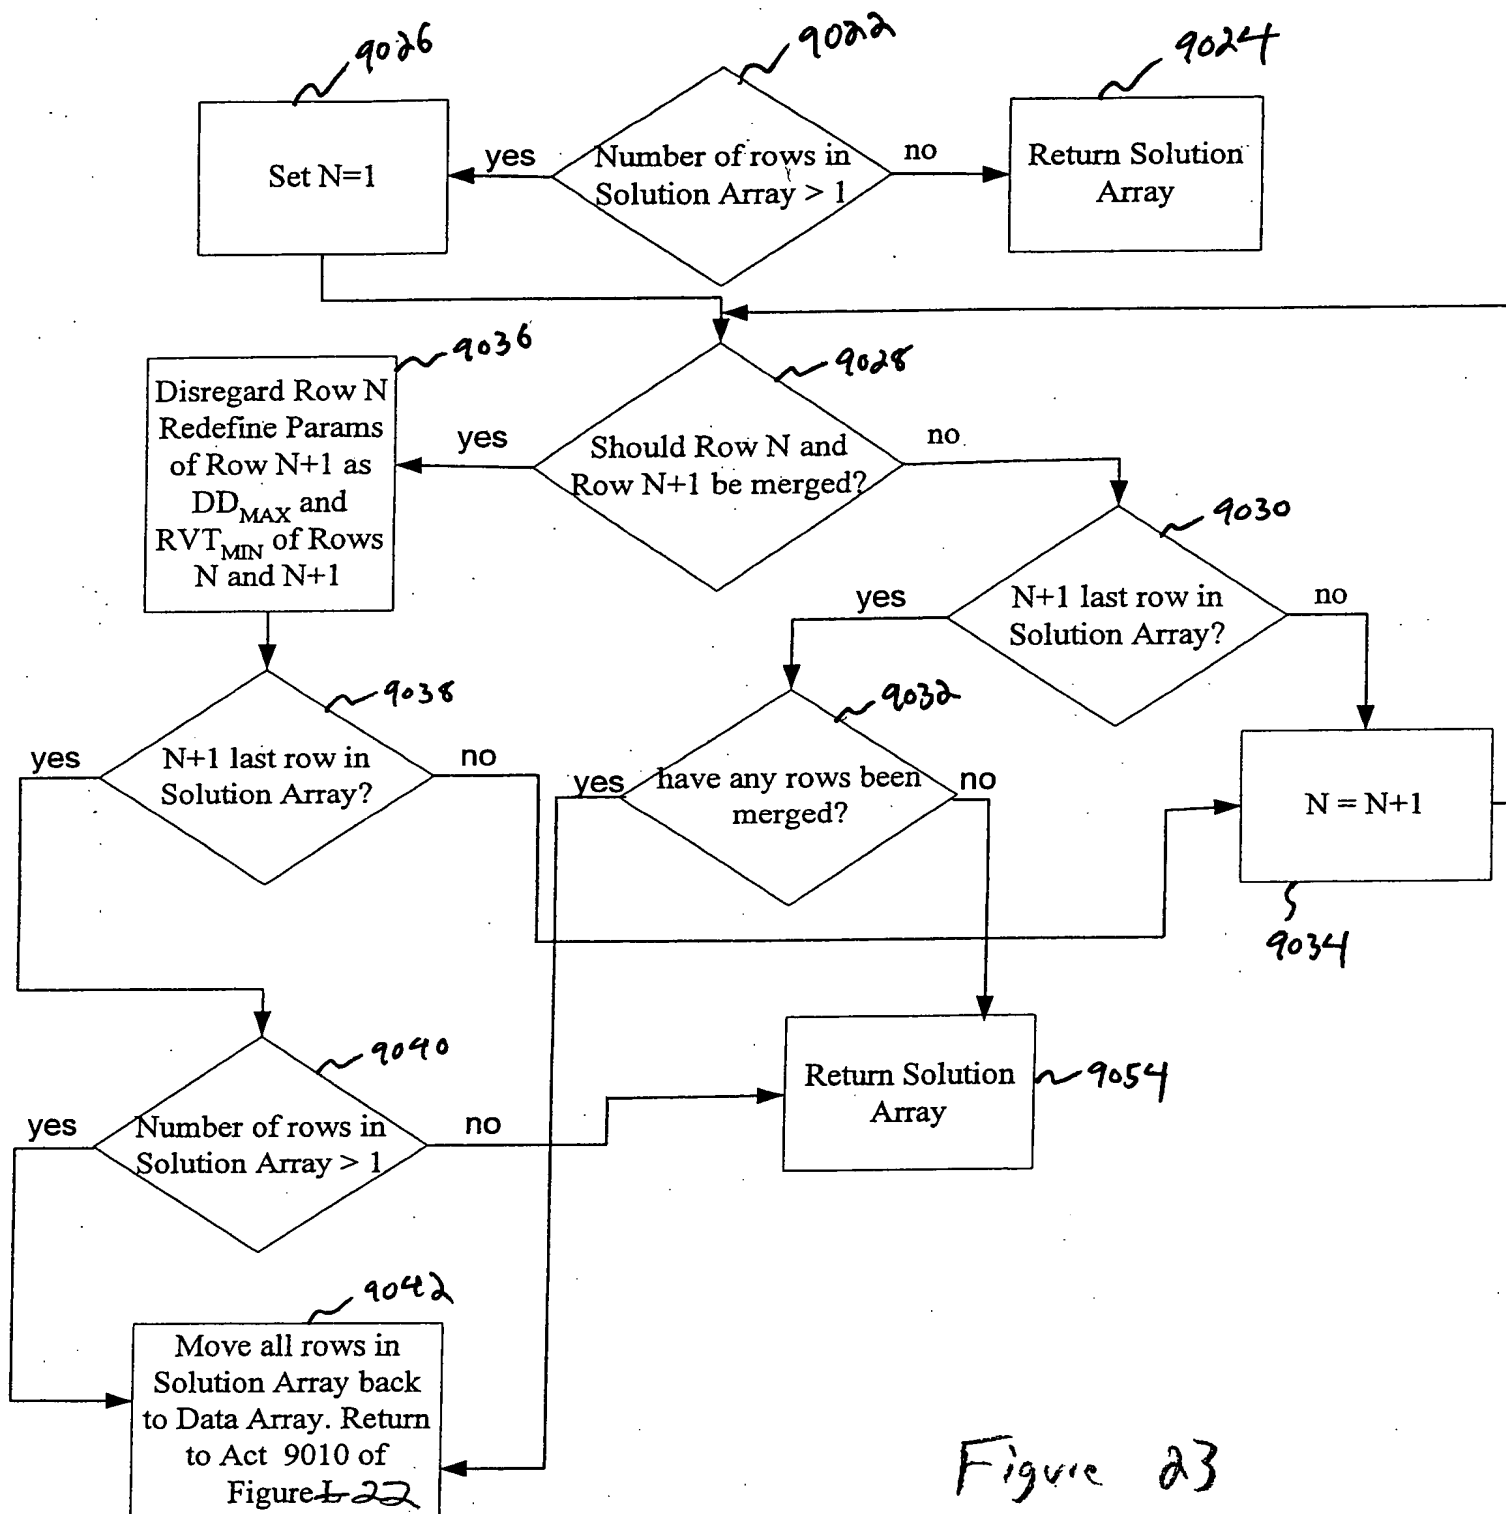 9026
9022
9024
Set N=1
yes
Number of rows in
Solution Array > 1
no
Return Solution
Array
9036
9028
Disregard Row N
Redefine Params
of Row N+1 as
DD_MAX and
RVT_MIN of Rows
N and N+1
yes
Should Row N and
Row N+1 be merged?
no
9030
yes
N+1 last row in
Solution Array?
no
9038
9032
yes
N+1 last row in
Solution Array?
no
yes
have any rows been
merged?
no
N = N+1
9034
9040
yes
Number of rows in
Solution Array > 1
no
Return Solution
Array
9054
9042
Move all rows in
Solution Array back
to Data Array. Return
to Act 9010 of
Figure L 22
Figure 23